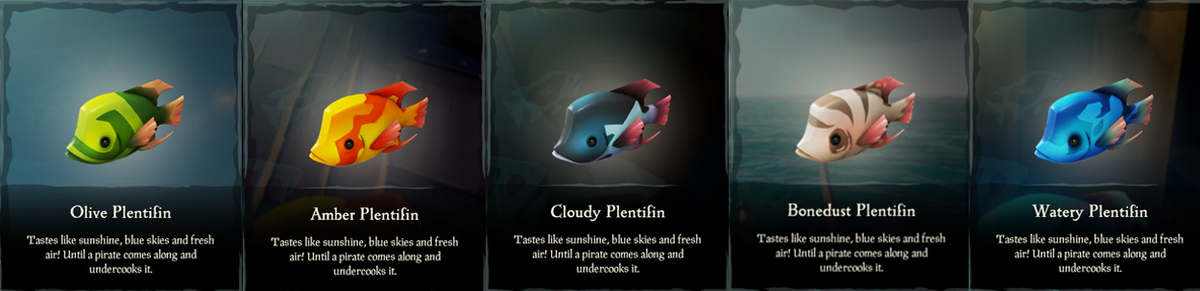 Olive Plentifin
Tastes like sunshine, blue skies and fresh
air! Until a pirate comes along and
undercooks it.
Amber Plentifin
Tastes like sunshine, blue skies and fresh
air! Until a pirate comes along and
undercooks it.
Cloudy Plentifin
Tastes like sunshine, blue skies and fresh
air! Until a pirate comes along and
undercooks it.
Bonedust Plentifin
Tastes like sunshine, blue skies and fresh
air! Until a pirate comes along and
undercooks it.
Watery Plentifin
Tastes like sunshine, blue skies and fresh
air! Until a pirate comes along and
undercooks it.